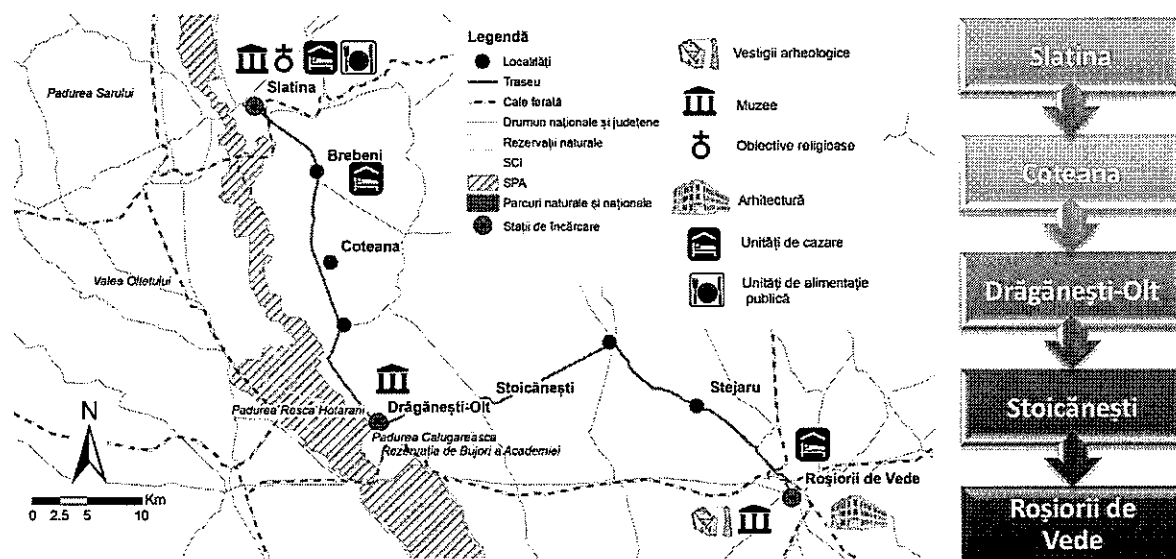 Legendă
Localități
Traseu
Cale ferată
Drumuri naționale și județene
Rezervații naturale
SCI
SPA
Parcuri naturale și naționale
Stații de încărcare
Vestigii arheologice
Muzee
Obiective religioase
Arhitectură
Unități de cazare
Unități de alimentație
publică
Padurea Sarului
Slatina
Brebeni
Coteana
Valea Oltetului
Stoicănești
Stejaru
Padurea Rosca Hotarani
Drăgănești-Olt
Padurea Calugareasca
Rezervatia de Bujori a Academiei
Roșiorii de Vede
N
Km
0 2.5 5 10
Slatina
Coteana
Drăgănești-Olt
Stoicănești
Roșiorii de
Vede